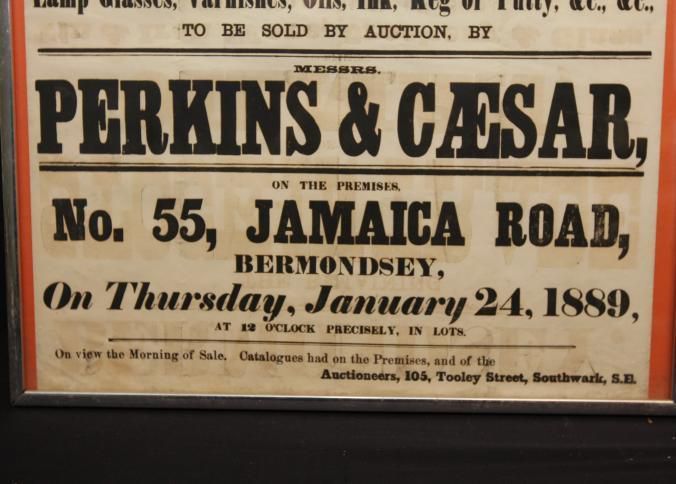 Lamp Glasses, Varnishes, Oils, Ink, Keg of Putty, &c., &c.,
TO BE SOLD BY AUCTION, BY
MESSRS.
PERKINS & CÆSAR,
ON THE PREMISES,
No. 55, JAMAICA ROAD,
BERMONDSEY,
On Thursday, January 24, 1889,
AT 12 O'CLOCK PRECISELY, IN LOTS.
On view the Morning of Sale. Catalogues had on the Premises, and of the
Auctioneers, 105, Tooley Street, Southwark, S.E.